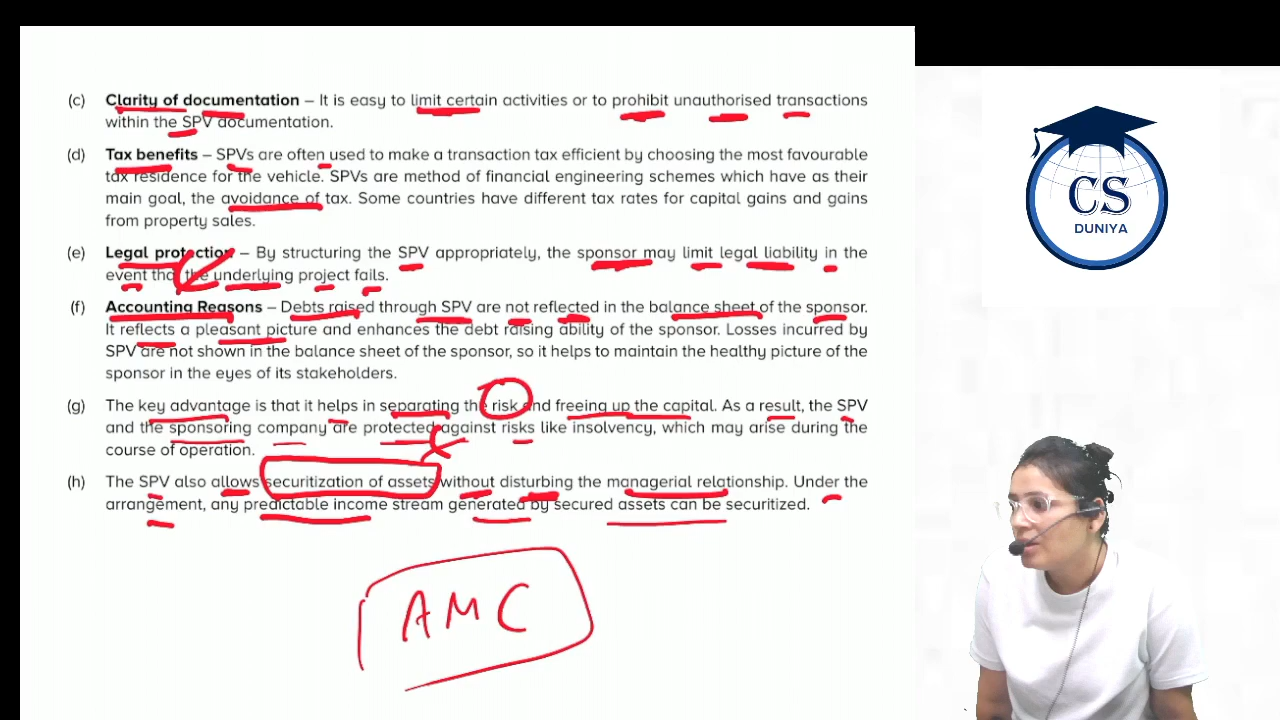 (c) Clarity of documentation – It is easy to limit certain activities or to prohibit unauthorised transactions
within the SPV documentation.
(d) Tax benefits – SPVs are often used to make a transaction tax efficient by choosing the most favourable
tax residence for the vehicle. SPVs are method of financial engineering schemes which have as their
main goal, the avoidance of tax. Some countries have different tax rates for capital gains and gains
from property sales.
(e) Legal protection – By structuring the SPV appropriately, the sponsor may limit legal liability in the
event that the underlying project fails.
(f) Accounting Reasons – Debts raised through SPV are not reflected in the balance sheet of the sponsor.
It reflects a pleasant picture and enhances the debt raising ability of the sponsor. Losses incurred by
SPV are not shown in the balance sheet of the sponsor, so it helps to maintain the healthy picture of the
sponsor in the eyes of its stakeholders.
(g) The key advantage is that it helps in separating the risk and freeing up the capital. As a result, the SPV
and the sponsoring company are protected against risks like insolvency, which may arise during the
course of operation.
(h) The SPV also allows securitization of assets without disturbing the managerial relationship. Under the
arrangement, any predictable income stream generated by secured assets can be securitized.
AMC
CS
DUNIYA